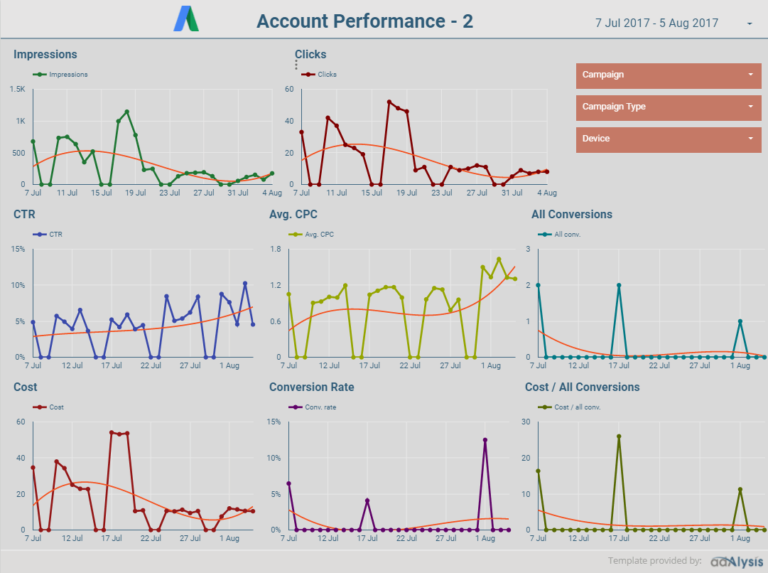 Account Performance - 2
7 Jul 2017 - 5 Aug 2017
Impressions
Impressions
1.5K
1K
500
0
7 Jul 11 Jul 15 Jul 19 Jul 23 Jul 27 Jul 31 Jul 4 Aug
Clicks
Clicks
60
40
20
0
7 Jul 11 Jul 15 Jul 19 Jul 23 Jul 27 Jul 31 Jul 4 Aug
Campaign
Campaign Type
Device
CTR
CTR
15%
10%
5%
0%
7 Jul 12 Jul 17 Jul 22 Jul 27 Jul 1 Aug
Avg. CPC
Avg. CPC
1.8
1.2
0.6
0
7 Jul 12 Jul 17 Jul 22 Jul 27 Jul 1 Aug
All Conversions
All conv.
3
2
1
0
7 Jul 12 Jul 17 Jul 22 Jul 27 Jul 1 Aug
Cost
Cost
60
40
20
0
7 Jul 12 Jul 17 Jul 22 Jul 27 Jul 1 Aug
Conversion Rate
Conv. rate
15%
10%
5%
0%
7 Jul 12 Jul 17 Jul 22 Jul 27 Jul 1 Aug
Cost / All Conversions
Cost / all conv.
30
20
10
0
7 Jul 12 Jul 17 Jul 22 Jul 27 Jul 1 Aug
Template provided by: adAlysis